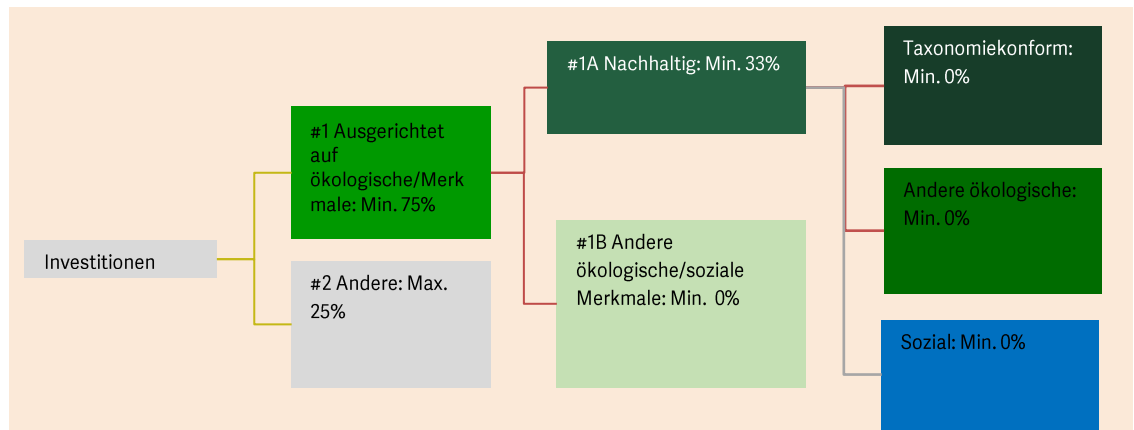 Investitionen
#1 Ausgerichtet
auf
ökologische/Merk
male: Min. 75%
#2 Andere: Max.
25%
#1A Nachhaltig: Min. 33%
#1B Andere
ökologische/soziale
Merkmale: Min. 0%
Taxonomiekonform:
Min. 0%
Andere ökologische:
Min. 0%
Sozial: Min. 0%